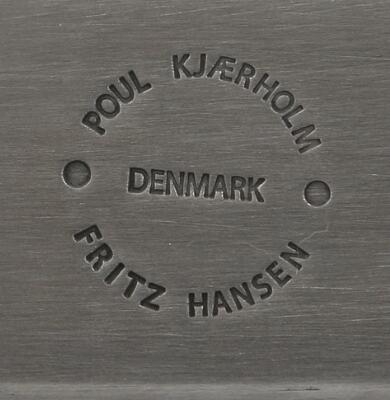 POUL KJÆRHOLM
DENMARK
FRITZ HANSEN